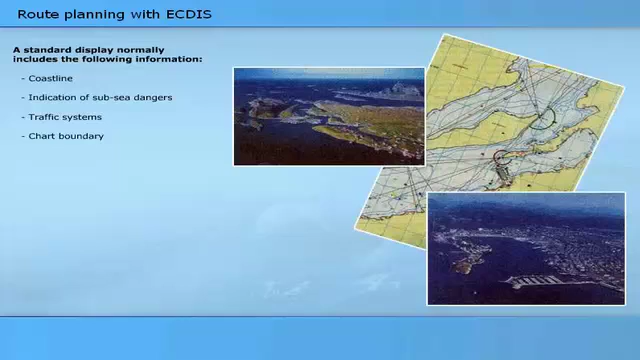 Route planning with ECDIS
A standard display normally
includes the following information:
- Coastline
- Indication of sub-sea dangers
- Traffic systems
- Chart boundary